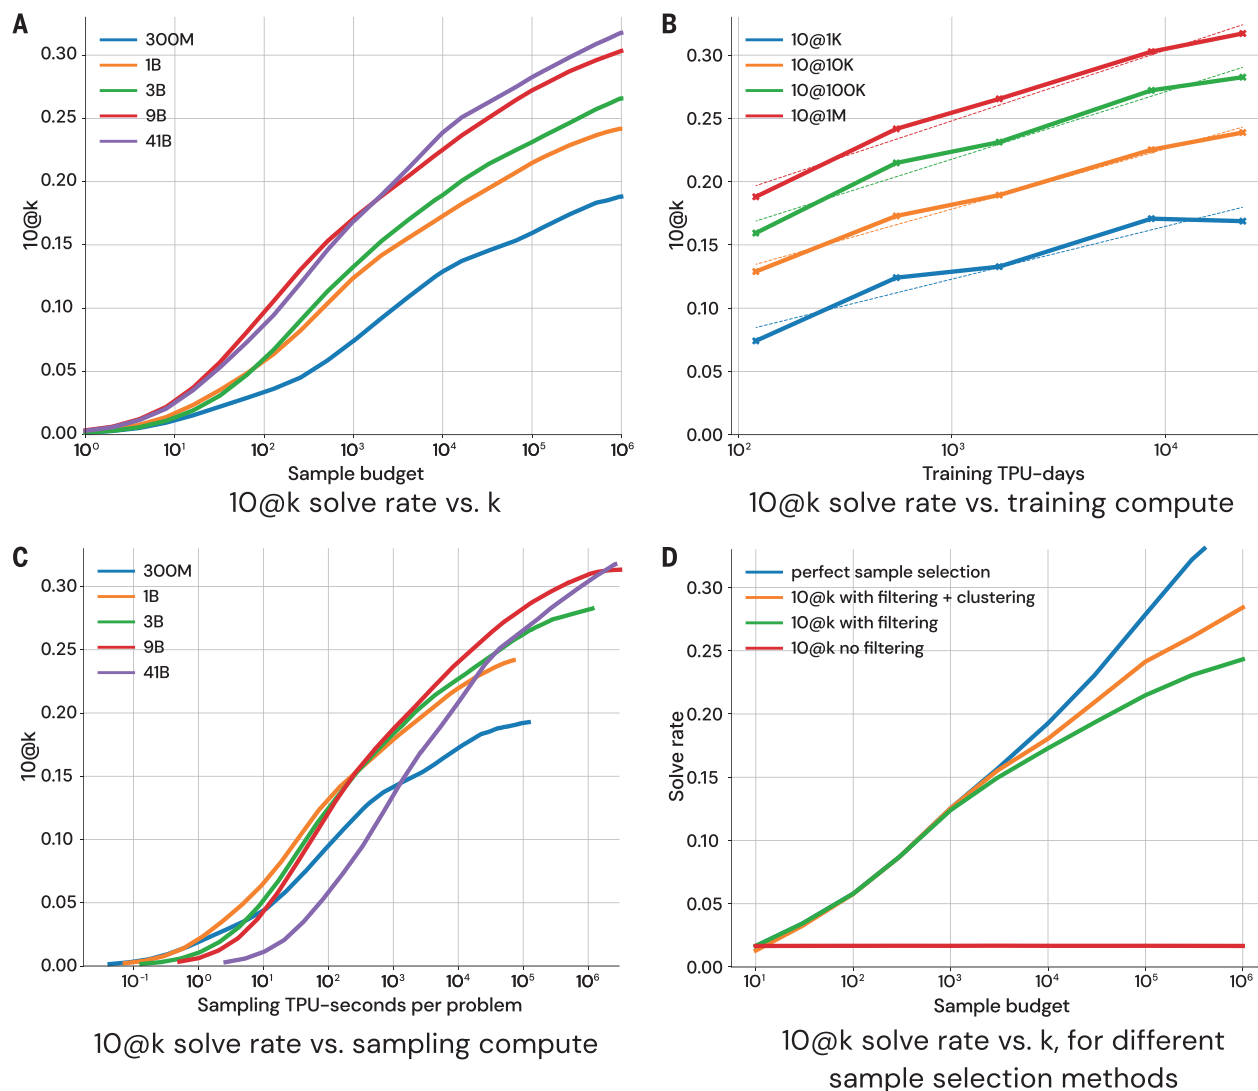 A
10@k
0.30
0.25
0.20
0.15
0.10
0.05
0.00
300M
1B
3B
9B
41B
10⁰ 10¹ 10² 10³ 10⁴ 10⁵ 10⁶
Sample budget
10@k solve rate vs. k
B
10@k
0.30
0.25
0.20
0.15
0.10
0.05
0.00
10@1K
10@10K
10@100K
10@1M
10² 10³ 10⁴
Training TPU-days
10@k solve rate vs. training compute
C
10@k
0.30
0.25
0.20
0.15
0.10
0.05
0.00
300M
1B
3B
9B
41B
10⁻¹ 10⁰ 10¹ 10² 10³ 10⁴ 10⁵ 10⁶
Sampling TPU-seconds per problem
10@k solve rate vs. sampling compute
D
Solve rate
0.30
0.25
0.20
0.15
0.10
0.05
0.00
perfect sample selection
10@k with filtering + clustering
10@k with filtering
10@k no filtering
10¹ 10² 10³ 10⁴ 10⁵ 10⁶
Sample budget
10@k solve rate vs. k, for different
sample selection methods